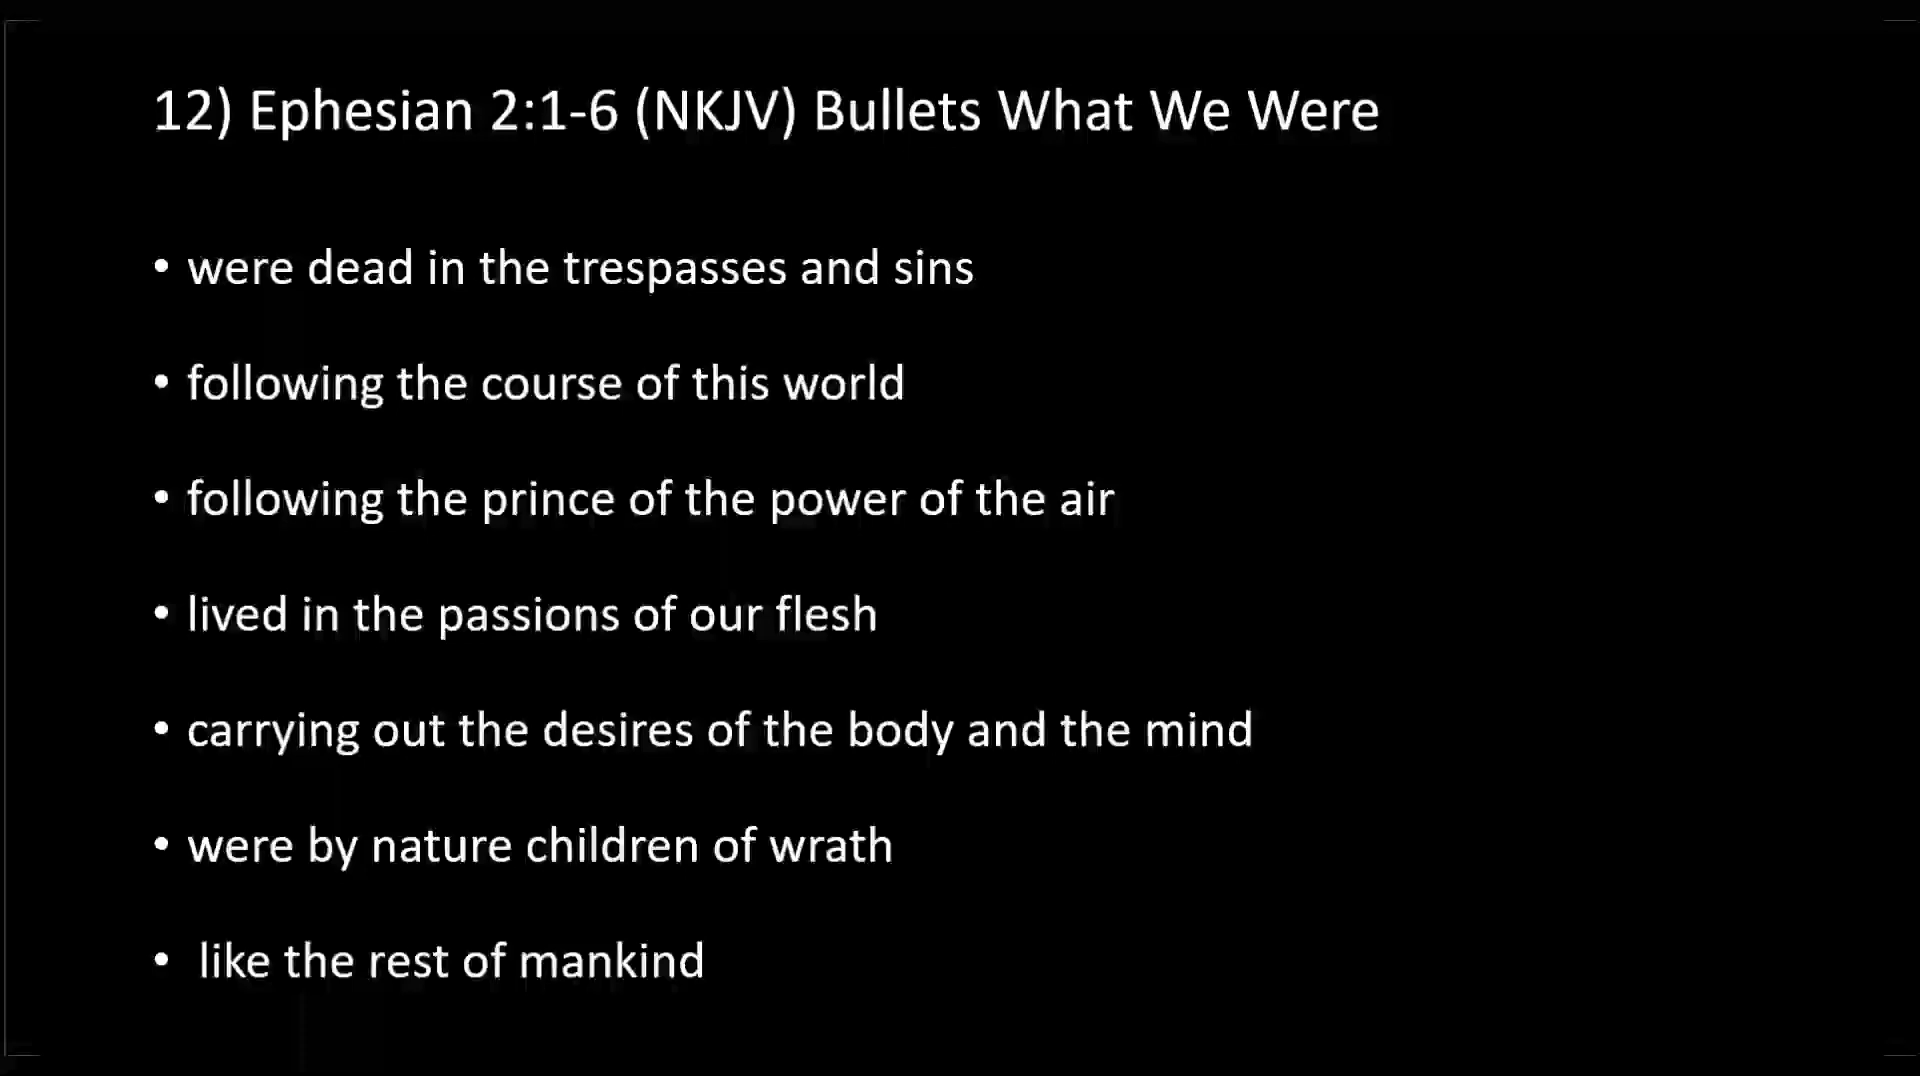 12) Ephesian 2:1-6 (NKJV) Bullets What We Were
• were dead in the trespasses and sins
• following the course of this world
• following the prince of the power of the air
• lived in the passions of our flesh
• carrying out the desires of the body and the mind
• were by nature children of wrath
• like the rest of mankind